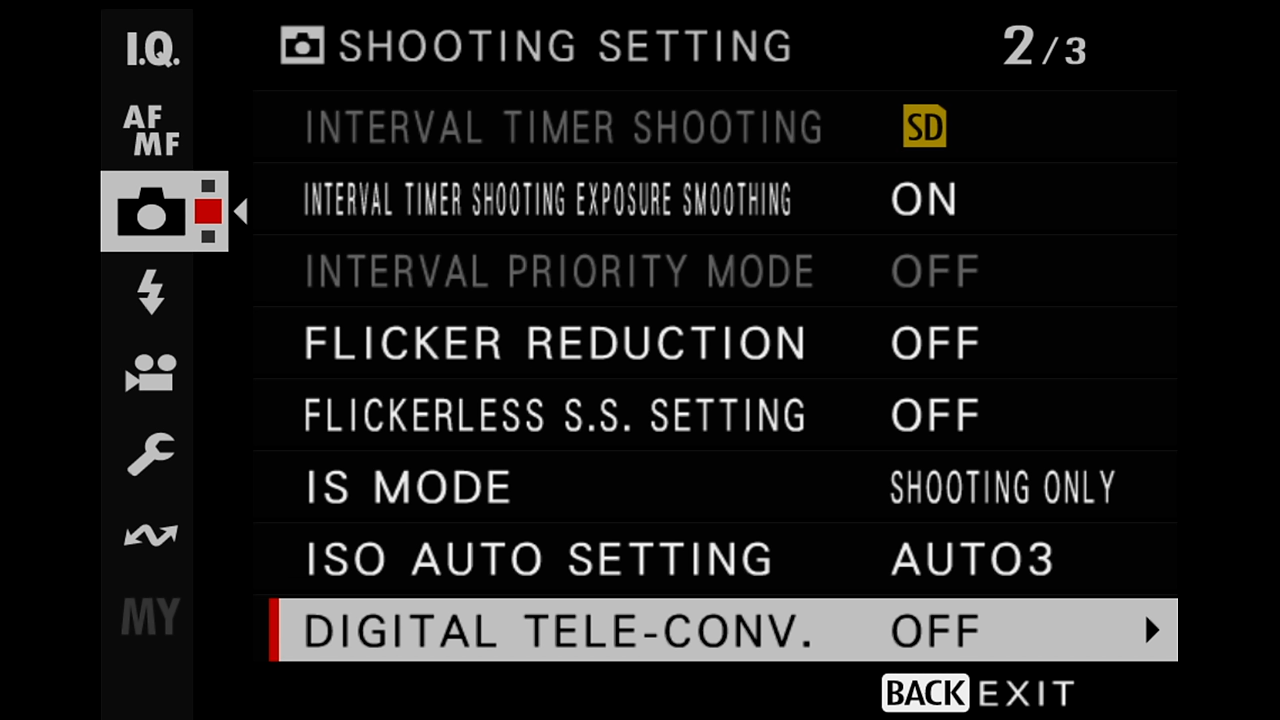 I.Q.
SHOOTING SETTING 2/3
AF
MF
INTERVAL TIMER SHOOTING SD
INTERVAL TIMER SHOOTING EXPOSURE SMOOTHING ON
INTERVAL PRIORITY MODE OFF
FLICKER REDUCTION OFF
FLICKERLESS S.S. SETTING OFF
IS MODE SHOOTING ONLY
ISO AUTO SETTING AUTO3
MY
DIGITAL TELE-CONV. OFF
BACK EXIT